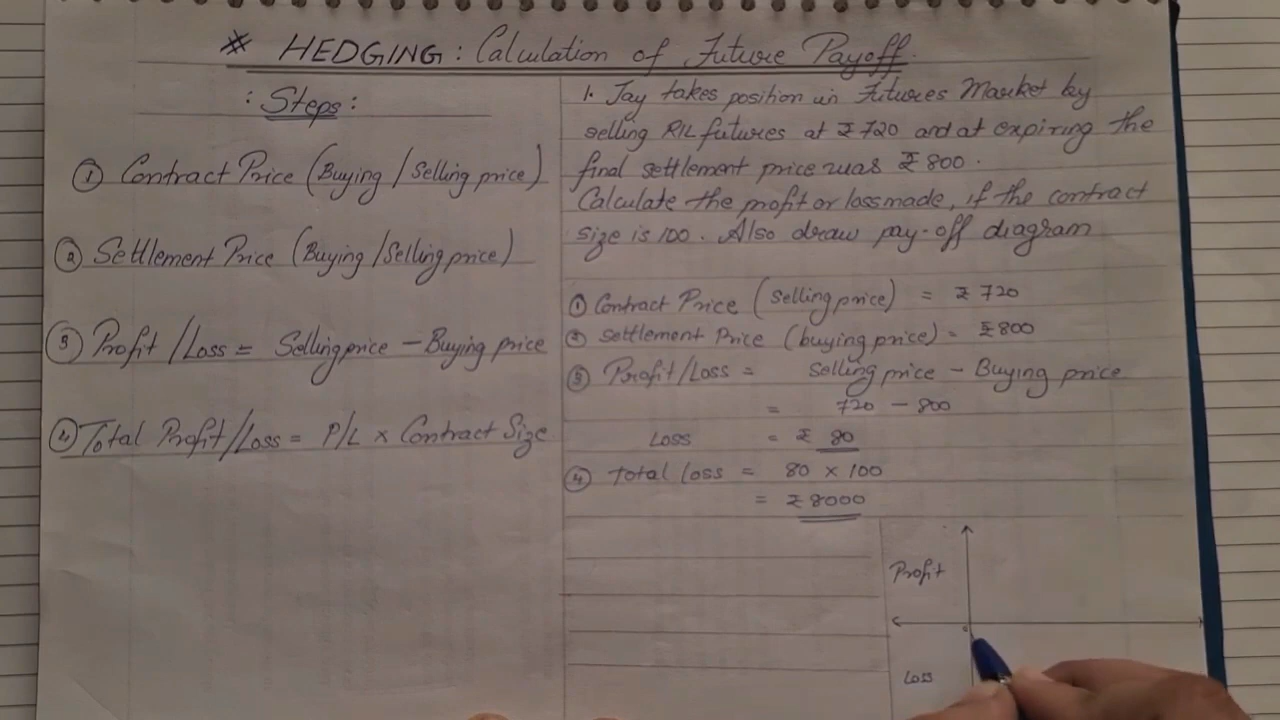 * HEDGING: Calculation of Future Payoff.
: Steps:
① Contract Price (Buying / Selling price)
② Settlement Price (Buying / Selling price)
③ Profit / Loss = Selling price - Buying price
④ Total Profit / Loss = P/L × Contract Size
1. Jay takes position in Futures Market by
selling RIL futures at ₹ 720 and at expiring the
final settlement price was ₹ 800.
Calculate the profit or loss made, if the contract
size is 100. Also draw pay-off diagram
① Contract Price (selling price) = ₹ 720
② Settlement Price (buying price) = ₹ 800
③ Profit / Loss = Selling price - Buying price
= 720 - 800
Loss = ₹ 80
④ Total loss = 80 × 100
= ₹ 8000
Profit
0
Loss